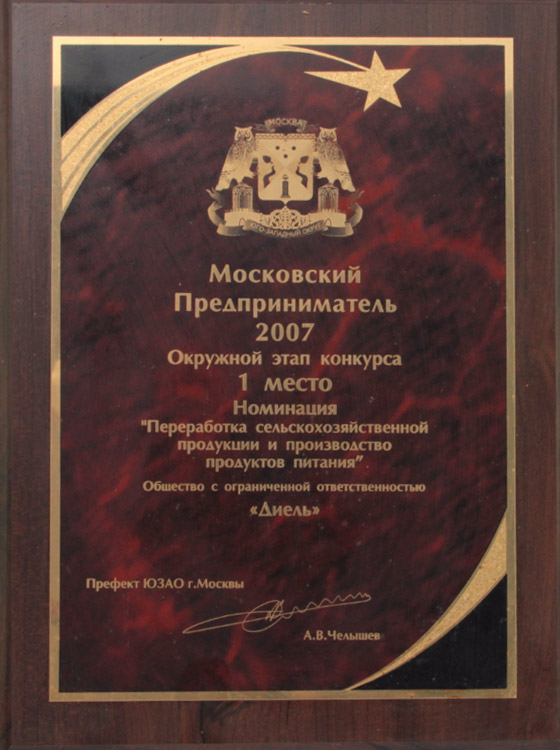 МОСКВА
ЮГО-ЗАПАДНЫЙ ОКРУГ
Московский
Предприниматель
2007
Окружной этап конкурса
1 место
Номинация
"Переработка сельскохозяйственной
продукции и производство
продуктов питания"
Общество с ограниченной ответственностью
«Диель»
Префект ЮЗАО г.Москвы
А.В.Челышев